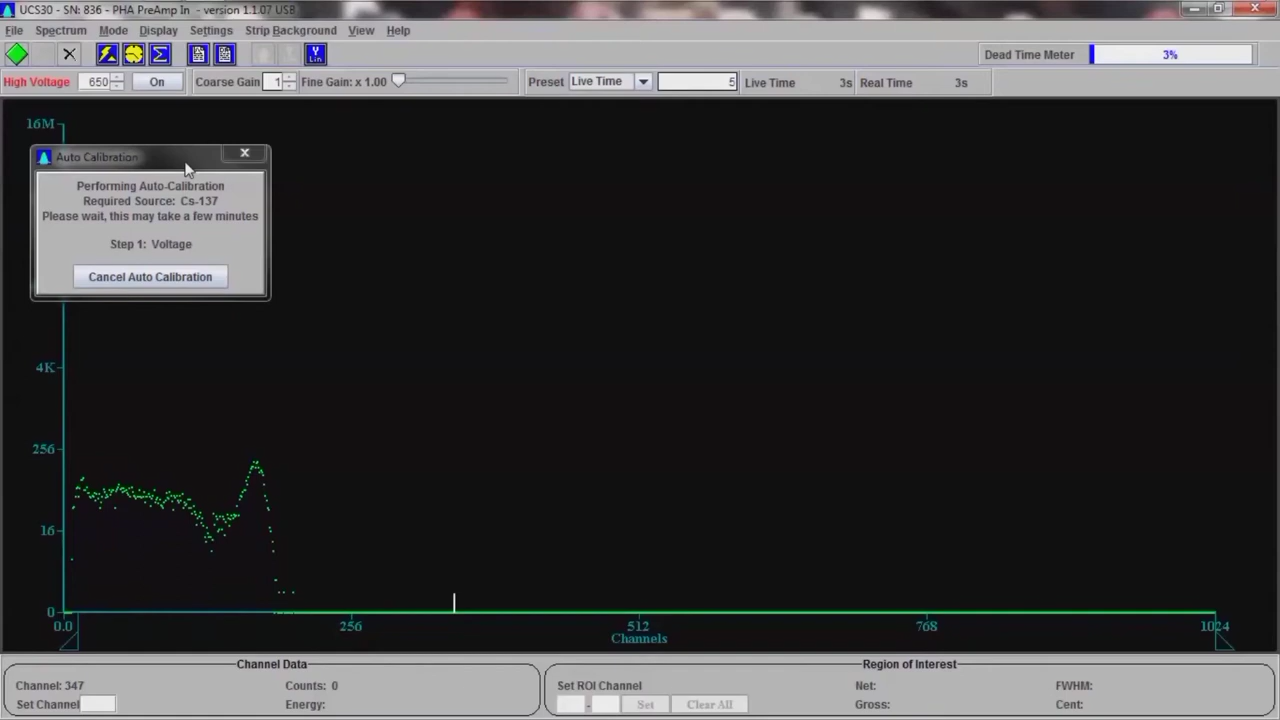 UCS30 - SN: 836 - PHA PreAmp In - version 1.1.07 USB
File Spectrum Mode Display Settings Strip Background View Help
Dead Time Meter 3%
High Voltage 650 On Coarse Gain 1 Fine Gain: x 1.00 Preset Live Time 5 Live Time 3s Real Time 3s
16M
Auto Calibration
Performing Auto-Calibration
Required Source: Cs-137
Please wait, this may take a few minutes
Step 1: Voltage
Cancel Auto Calibration
4K
256
16
0
0.0 256 512 768 1024
Channels
Channel Data
Channel: 347 Counts: 0
Set Channel Energy:
Region of Interest
Set ROI Channel Net: FWHM:
- Set Clear All Gross: Cent: